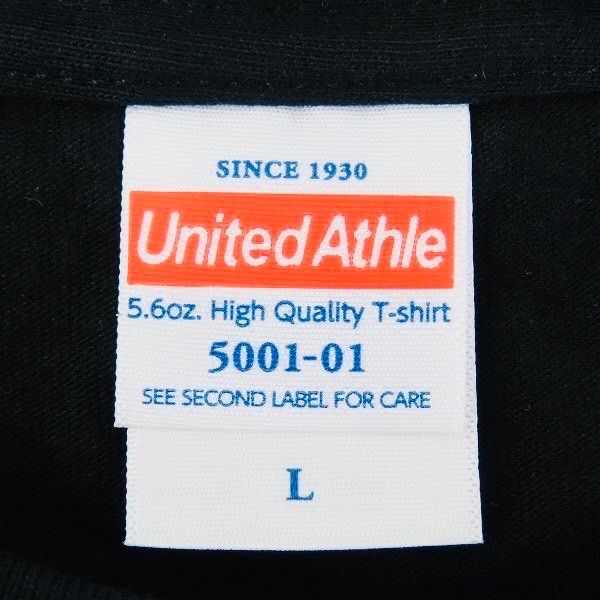 SINCE 1930
United Athle
5.6oz. High Quality T-shirt
5001-01
SEE SECOND LABEL FOR CARE
L